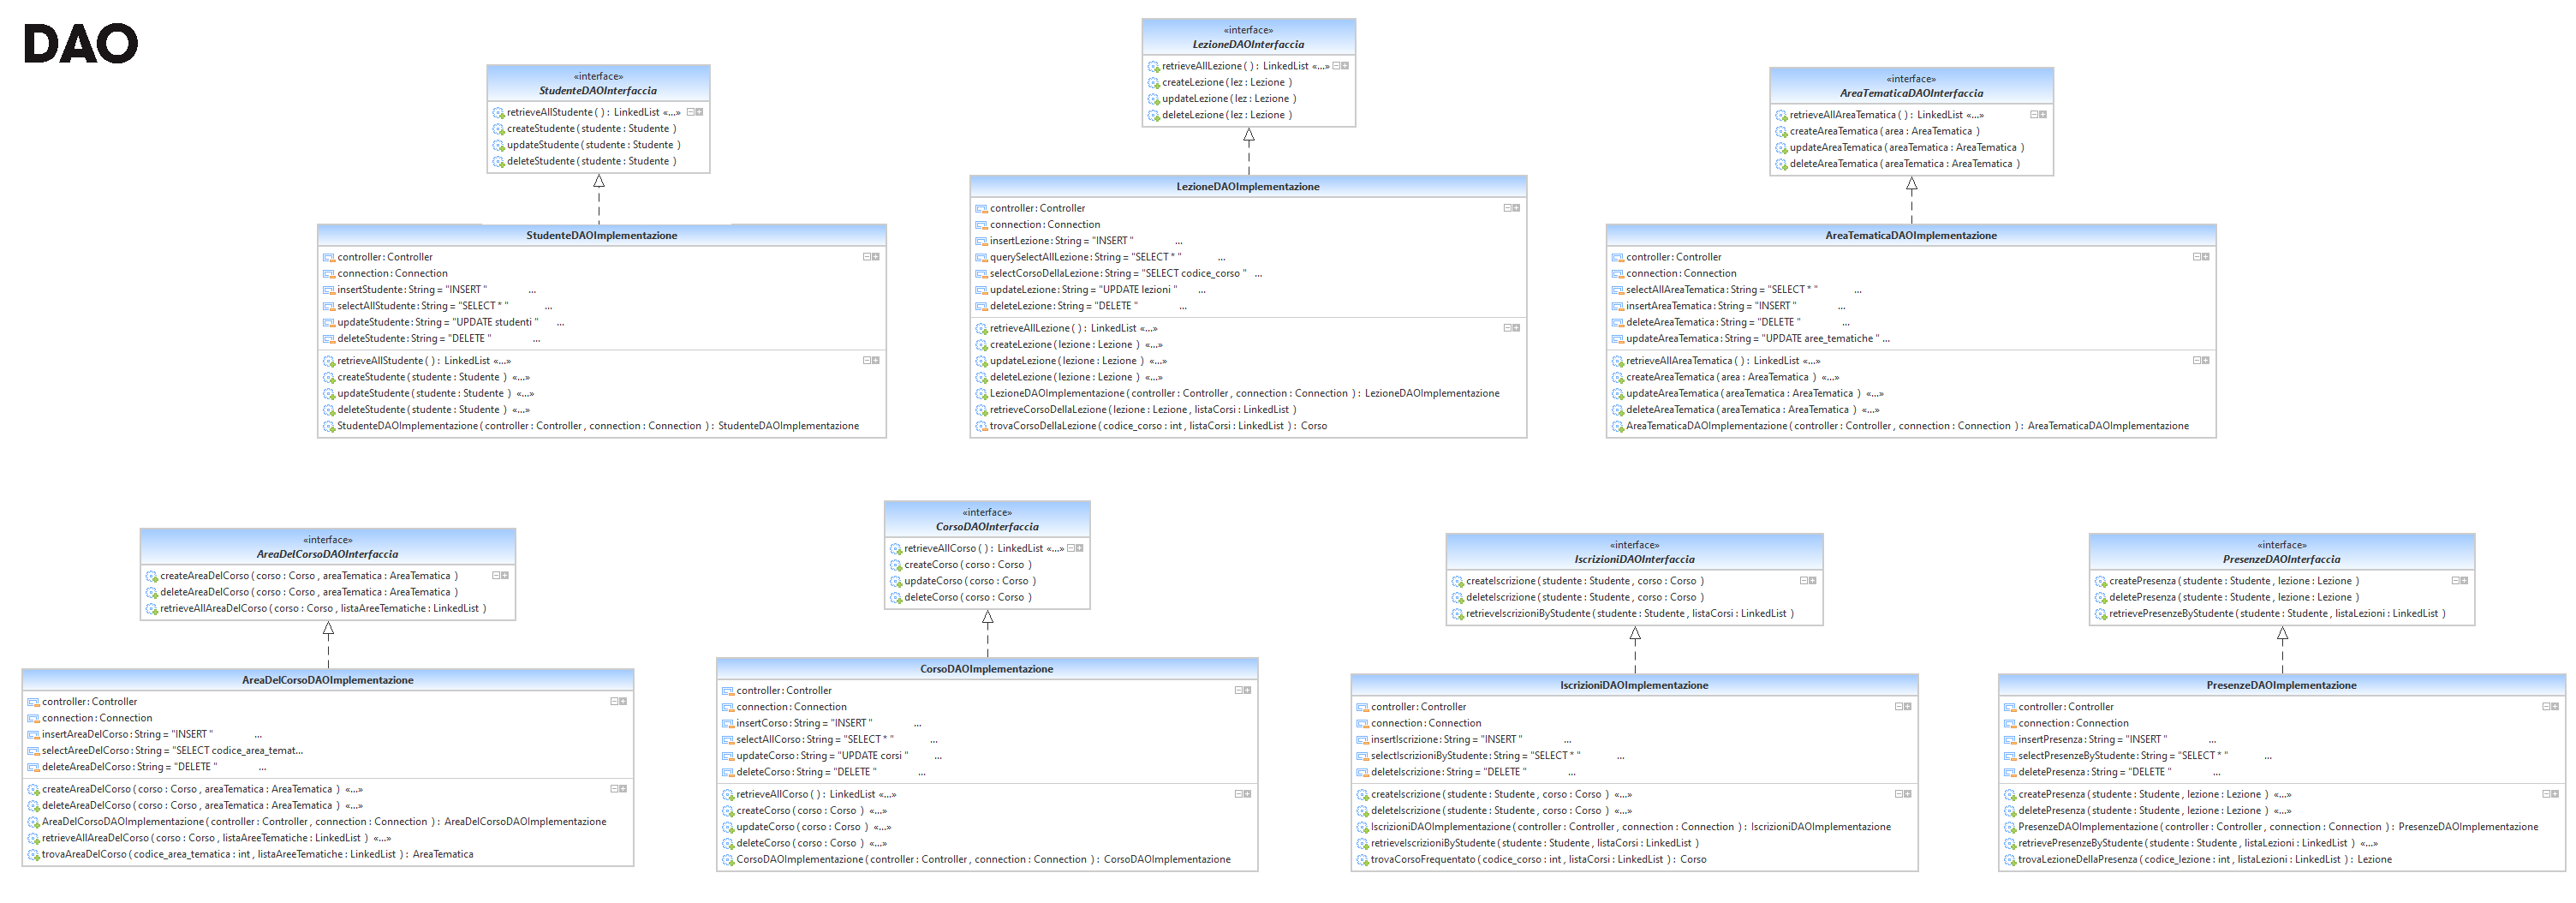 DAO
«interface»
StudenteDAOInterfaccia
retrieveAllStudente ( ) : LinkedList «...»
createStudente ( studente : Studente )
updateStudente ( studente : Studente )
deleteStudente ( studente : Studente )
StudenteDAOImplementazione
controller : Controller
connection : Connection
insertStudente : String = "INSERT " ...
selectAllStudente : String = "SELECT * " ...
updateStudente : String = "UPDATE studenti " ...
deleteStudente : String = "DELETE " ...
retrieveAllStudente ( ) : LinkedList «...»
createStudente ( studente : Studente ) «...»
updateStudente ( studente : Studente ) «...»
deleteStudente ( studente : Studente ) «...»
StudenteDAOImplementazione ( controller : Controller , connection : Connection ) : StudenteDAOImplementazione
«interface»
LezioneDAOInterfaccia
retrieveAllLezione ( ) : LinkedList «...»
createLezione ( lez : Lezione )
updateLezione ( lez : Lezione )
deleteLezione ( lez : Lezione )
LezioneDAOImplementazione
controller : Controller
connection : Connection
insertLezione : String = "INSERT " ...
querySelectAllLezione : String = "SELECT * " ...
selectCorsoDellaLezione : String = "SELECT codice_corso " ...
updateLezione : String = "UPDATE lezioni " ...
deleteLezione : String = "DELETE " ...
retrieveAllLezione ( ) : LinkedList «...»
createLezione ( lezione : Lezione ) «...»
updateLezione ( lezione : Lezione ) «...»
deleteLezione ( lezione : Lezione ) «...»
LezioneDAOImplementazione ( controller : Controller , connection : Connection ) : LezioneDAOImplementazione
retrieveCorsoDellaLezione ( lezione : Lezione , listaCorsi : LinkedList )
trovaCorsoDellaLezione ( codice_corso : int , listaCorsi : LinkedList ) : Corso
«interface»
AreaTematicaDAOInterfaccia
retrieveAllAreaTematica ( ) : LinkedList «...»
createAreaTematica ( area : AreaTematica )
updateAreaTematica ( areaTematica : AreaTematica )
deleteAreaTematica ( areaTematica : AreaTematica )
AreaTematicaDAOImplementazione
controller : Controller
connection : Connection
selectAllAreaTematica : String = "SELECT * " ...
insertAreaTematica : String = "INSERT " ...
deleteAreaTematica : String = "DELETE " ...
updateAreaTematica : String = "UPDATE aree_tematiche " ...
retrieveAllAreaTematica ( ) : LinkedList «...»
createAreaTematica ( area : AreaTematica ) «...»
updateAreaTematica ( areaTematica : AreaTematica ) «...»
deleteAreaTematica ( areaTematica : AreaTematica ) «...»
AreaTematicaDAOImplementazione ( controller : Controller , connection : Connection ) : AreaTematicaDAOImplementazione
«interface»
AreaDelCorsoDAOInterfaccia
createAreaDelCorso ( corso : Corso , areaTematica : AreaTematica )
deleteAreaDelCorso ( corso : Corso , areaTematica : AreaTematica )
retrieveAllAreaDelCorso ( corso : Corso , listaAreeTematiche : LinkedList )
AreaDelCorsoDAOImplementazione
controller : Controller
connection : Connection
insertAreaDelCorso : String = "INSERT " ...
selectAreeDelCorso : String = "SELECT codice_area_temat...
deleteAreaDelCorso : String = "DELETE " ...
createAreaDelCorso ( corso : Corso , areaTematica : AreaTematica ) «...»
deleteAreaDelCorso ( corso : Corso , areaTematica : AreaTematica ) «...»
AreaDelCorsoDAOImplementazione ( controller : Controller , connection : Connection ) : AreaDelCorsoDAOImplementazione
retrieveAllAreaDelCorso ( corso : Corso , listaAreeTematiche : LinkedList ) «...»
trovaAreaDelCorso ( codice_area_tematica : int , listaAreeTematiche : LinkedList ) : AreaTematica
«interface»
CorsoDAOInterfaccia
retrieveAllCorso ( ) : LinkedList «...»
createCorso ( corso : Corso )
updateCorso ( corso : Corso )
deleteCorso ( corso : Corso )
CorsoDAOImplementazione
controller : Controller
connection : Connection
insertCorso : String = "INSERT " ...
selectAllCorso : String = "SELECT * " ...
updateCorso : String = "UPDATE corsi " ...
deleteCorso : String = "DELETE " ...
retrieveAllCorso ( ) : LinkedList «...»
createCorso ( corso : Corso ) «...»
updateCorso ( corso : Corso ) «...»
deleteCorso ( corso : Corso ) «...»
CorsoDAOImplementazione ( controller : Controller , connection : Connection ) : CorsoDAOImplementazione
«interface»
IscrizioniDAOInterfaccia
createIscrizione ( studente : Studente , corso : Corso )
deleteIscrizione ( studente : Studente , corso : Corso )
retrieveIscrizioniByStudente ( studente : Studente , listaCorsi : LinkedList )
IscrizioniDAOImplementazione
controller : Controller
connection : Connection
insertIscrizione : String = "INSERT " ...
selectIscrizioniByStudente : String = "SELECT * " ...
deleteIscrizione : String = "DELETE " ...
createIscrizione ( studente : Studente , corso : Corso ) «...»
deleteIscrizione ( studente : Studente , corso : Corso ) «...»
IscrizioniDAOImplementazione ( controller : Controller , connection : Connection ) : IscrizioniDAOImplementazione
retrieveIscrizioniByStudente ( studente : Studente , listaCorsi : LinkedList )
trovaCorsoFrequentato ( codice_corso : int , listaCorsi : LinkedList ) : Corso
«interface»
PresenzeDAOInterfaccia
createPresenza ( studente : Studente , lezione : Lezione )
deletePresenza ( studente : Studente , lezione : Lezione )
retrievePresenzeByStudente ( studente : Studente , listaLezioni : LinkedList )
PresenzeDAOImplementazione
controller : Controller
connection : Connection
insertPresenza : String = "INSERT " ...
selectPresenzeByStudente : String = "SELECT * " ...
deletePresenza : String = "DELETE " ...
createPresenza ( studente : Studente , lezione : Lezione ) «...»
deletePresenza ( studente : Studente , lezione : Lezione ) «...»
PresenzeDAOImplementazione ( controller : Controller , connection : Connection ) : PresenzeDAOImplementazione
retrievePresenzeByStudente ( studente : Studente , listaLezioni : LinkedList ) «...»
trovaLezioneDellaPresenza ( codice_lezione : int , listaLezioni : LinkedList ) : Lezione